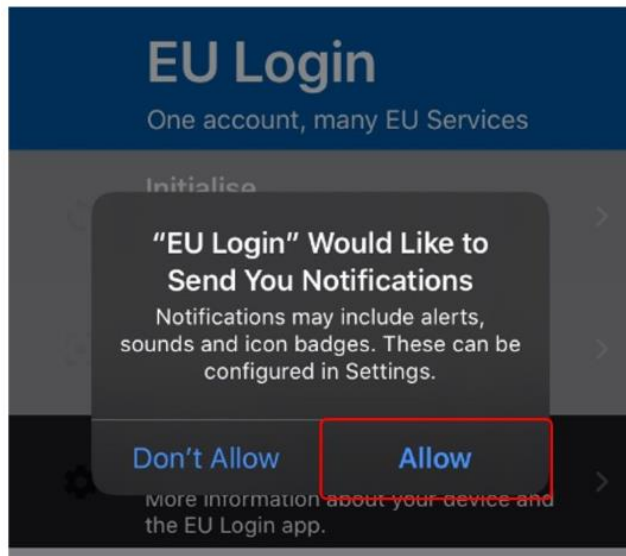 EU Login
One account, many EU Services
Initialise
“EU Login” Would Like to
Send You Notifications
Notifications may include alerts,
sounds and icon badges. These can be
configured in Settings.
Don’t Allow
Allow
More information about your device and
the EU Login app.